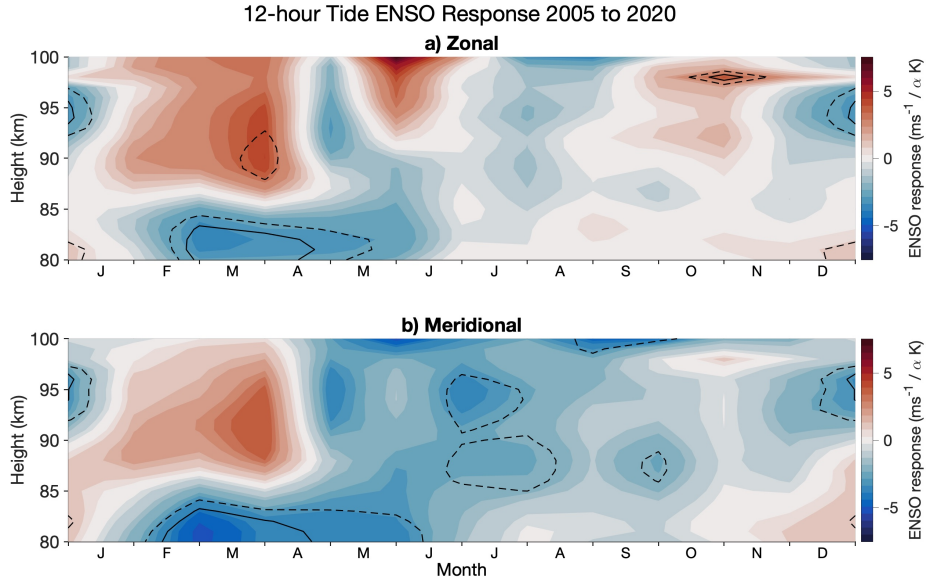 12-hour Tide ENSO Response 2005 to 2020
a) Zonal
100
95
90
85
80
Height (km)
J F M A M J J A S O N D
5
0
−5
ENSO response (ms⁻¹ / α K)
b) Meridional
100
95
90
85
80
Height (km)
J F M A M J J A S O N D
Month
5
0
−5
ENSO response (ms⁻¹ / α K)